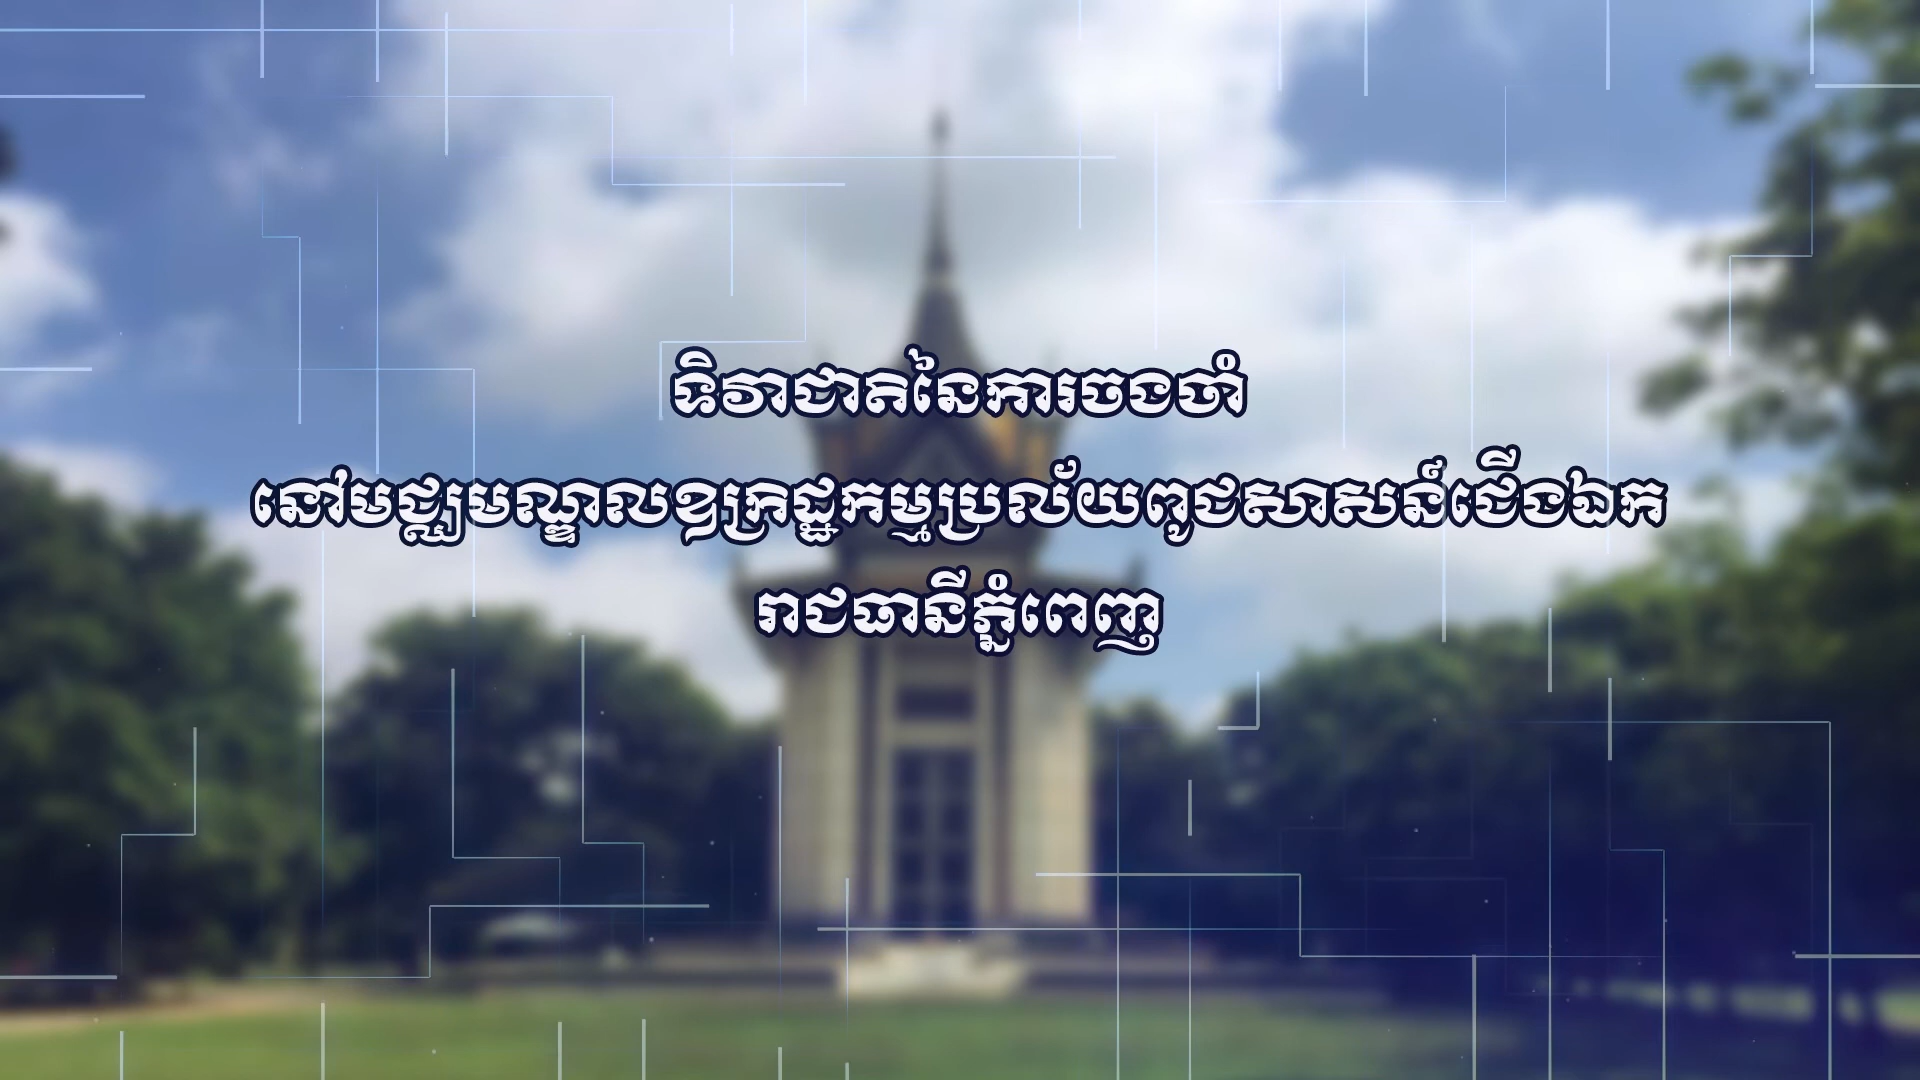 ទិវាជាតិនៃការចងចាំ
នៅមជ្ឈមណ្ឌលឧក្រិដ្ឋកម្មប្រល័យពូជសាសន៍ជើងឯក
រាជធានីភ្នំពេញ